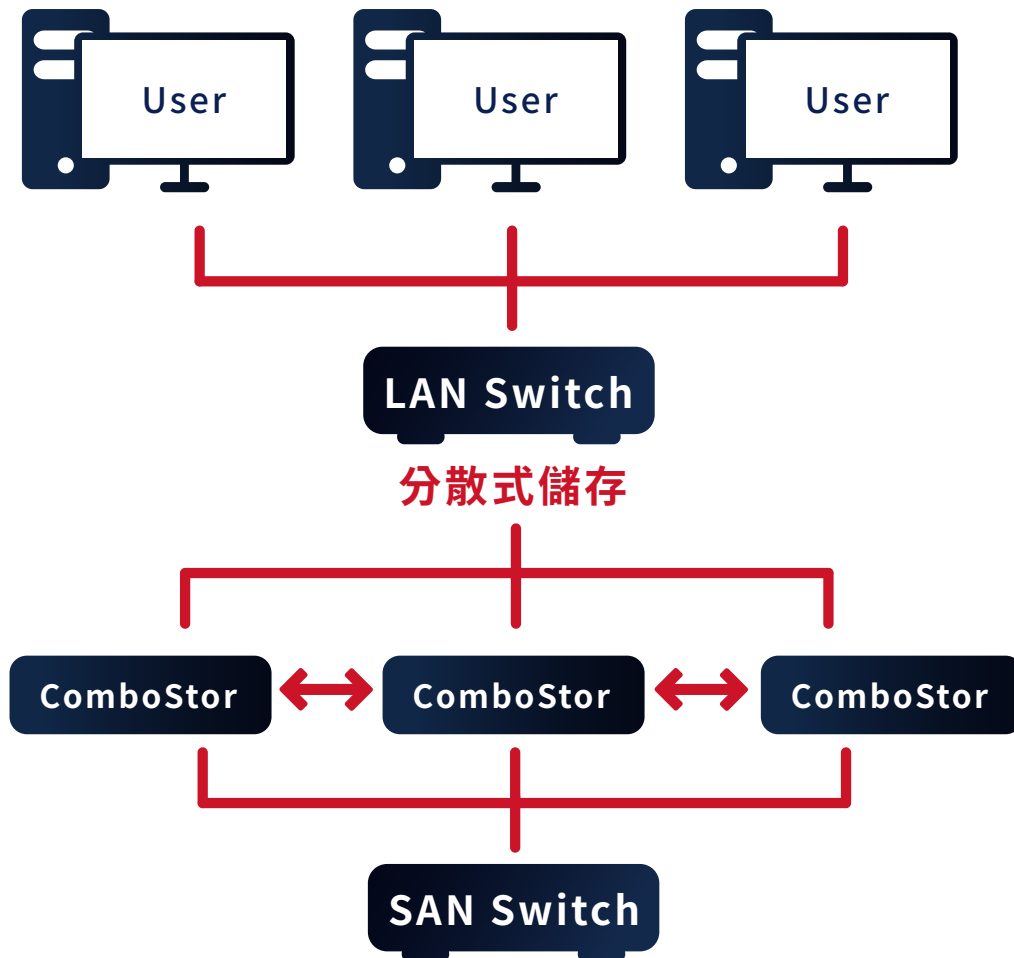 User
User
User
LAN Switch
分散式儲存
ComboStor
ComboStor
ComboStor
SAN Switch